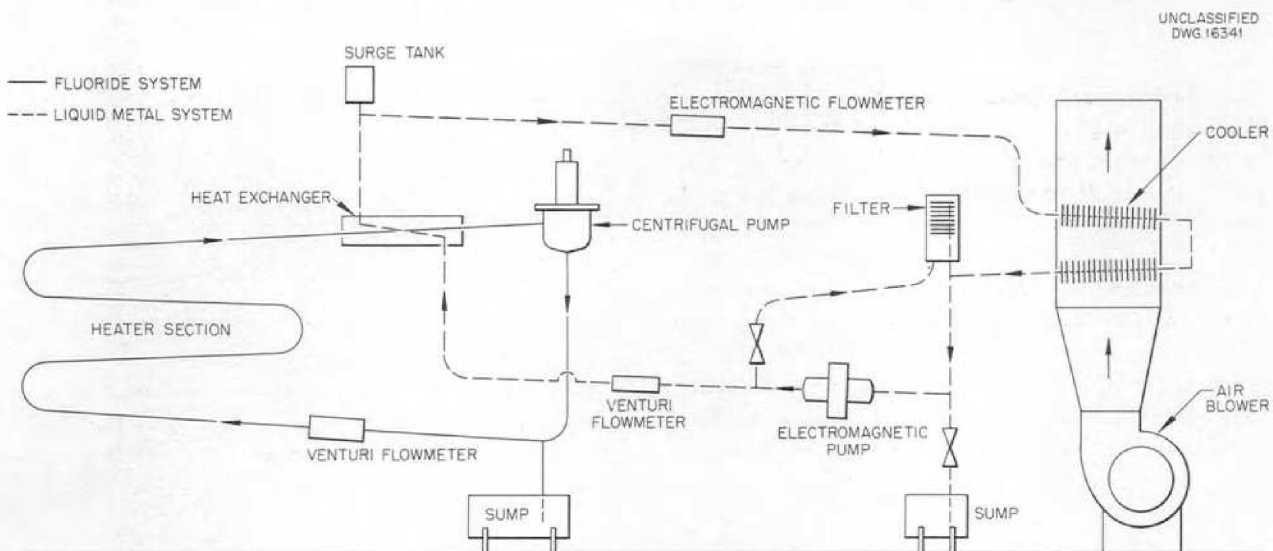 UNCLASSIFIED
DWG. 16341
SURGE TANK
FLUORIDE SYSTEM
LIQUID METAL SYSTEM
ELECTROMAGNETIC FLOWMETER
COOLER
HEAT EXCHANGER
FILTER
CENTRIFUGAL PUMP
HEATER SECTION
VENTURI
FLOWMETER
AIR
BLOWER
ELECTROMAGNETIC
PUMP
VENTURI FLOWMETER
SUMP
SUMP